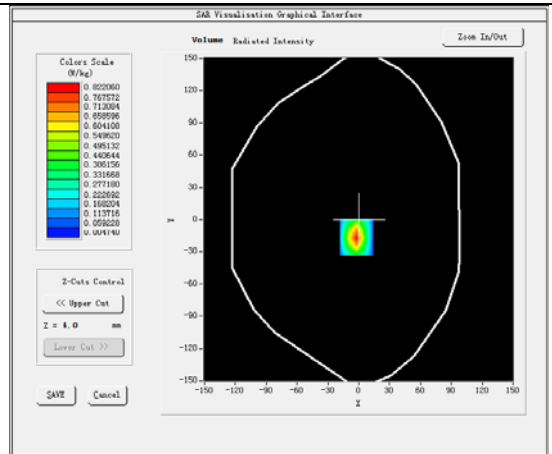 SAR Visualisation Graphical Interface
Volume Radiated Intensity
Zoom In/Out
Colors Scale
(W/kg)
0.822060
0.767572
0.713084
0.658596
0.604108
0.549620
0.495132
0.440644
0.386156
0.331668
0.277180
0.222692
0.168204
0.113716
0.059228
0.004740
Z-Cuts Control
<< Upper Cut
Z = 4.0 mm
Lower Cut >>
SAVE Cancel
150
120
90
60
30
0
-30
-60
-90
-120
-150
Y
-150 -120 -90 -60 -30 0 30 60 90 120 150
X